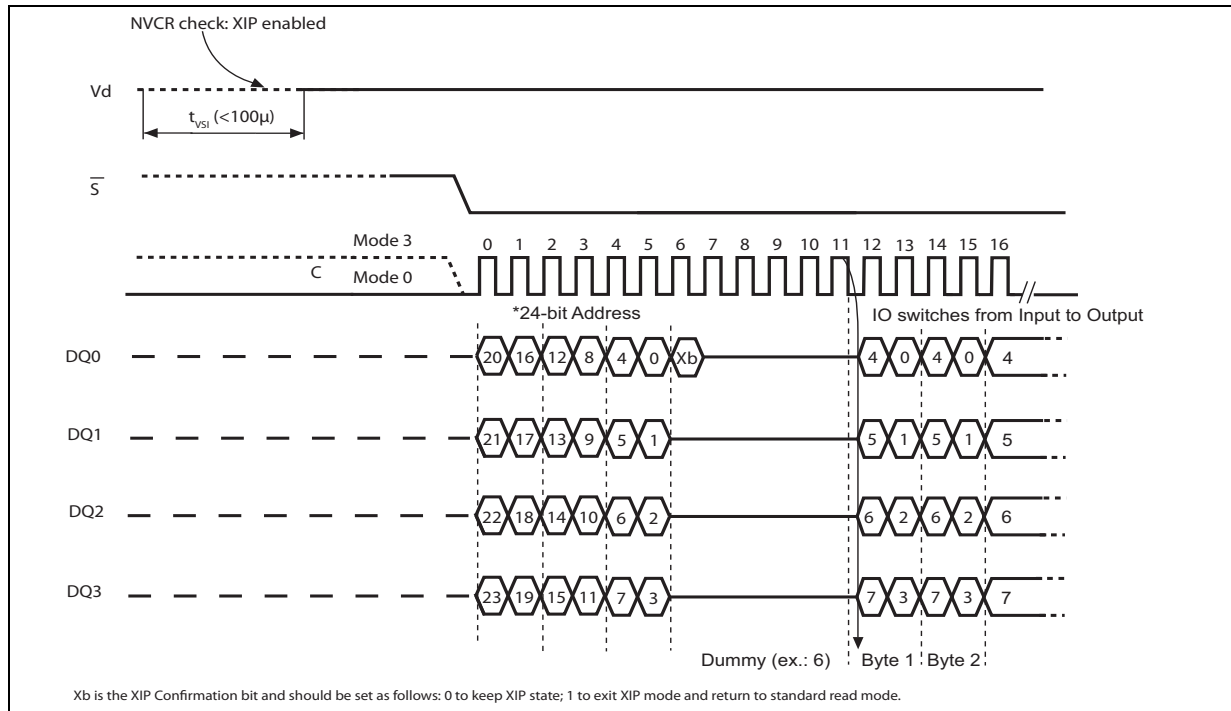 NVCR check: XIP enabled
Vd
tVSI (<100µ)
S
Mode 3
C
Mode 0
0 1 2 3 4 5 6 7 8 9 10 11 12 13 14 15 16
*24-bit Address
IO switches from Input to Output
DQ0 20 16 12 8 4 0 Xb 4 0 4 0 4
DQ1 21 17 13 9 5 1 5 1 5 1 5
DQ2 22 18 14 10 6 2 6 2 6 2 6
DQ3 23 19 15 11 7 3 7 3 7 3 7
Dummy (ex.: 6) Byte 1 Byte 2
Xb is the XIP Confirmation bit and should be set as follows: 0 to keep XIP state; 1 to exit XIP mode and return to standard read mode.